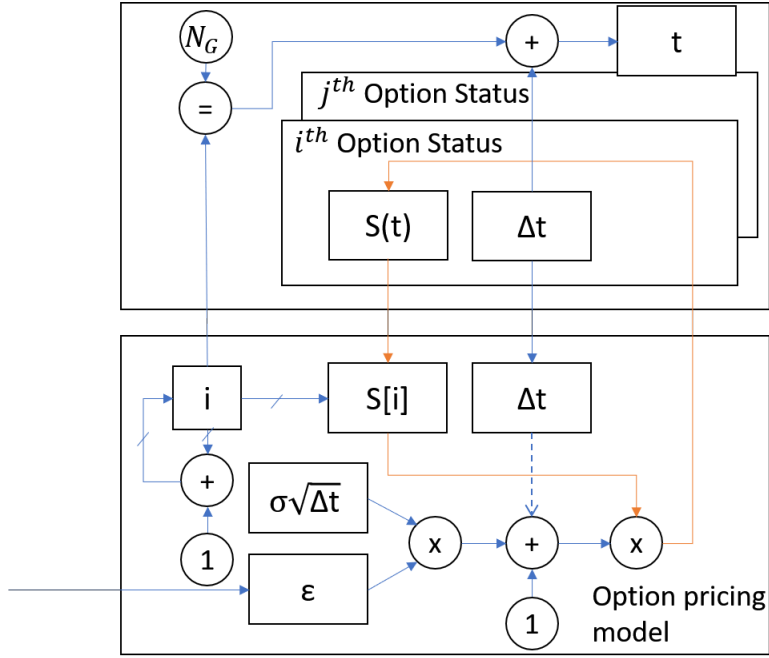 N_G
+
t
=
j^{th} Option Status
i^{th} Option Status
S(t)
Δt
i
S[i]
Δt
+
σ√Δt
x
+
x
1
ε
1
Option pricing
model